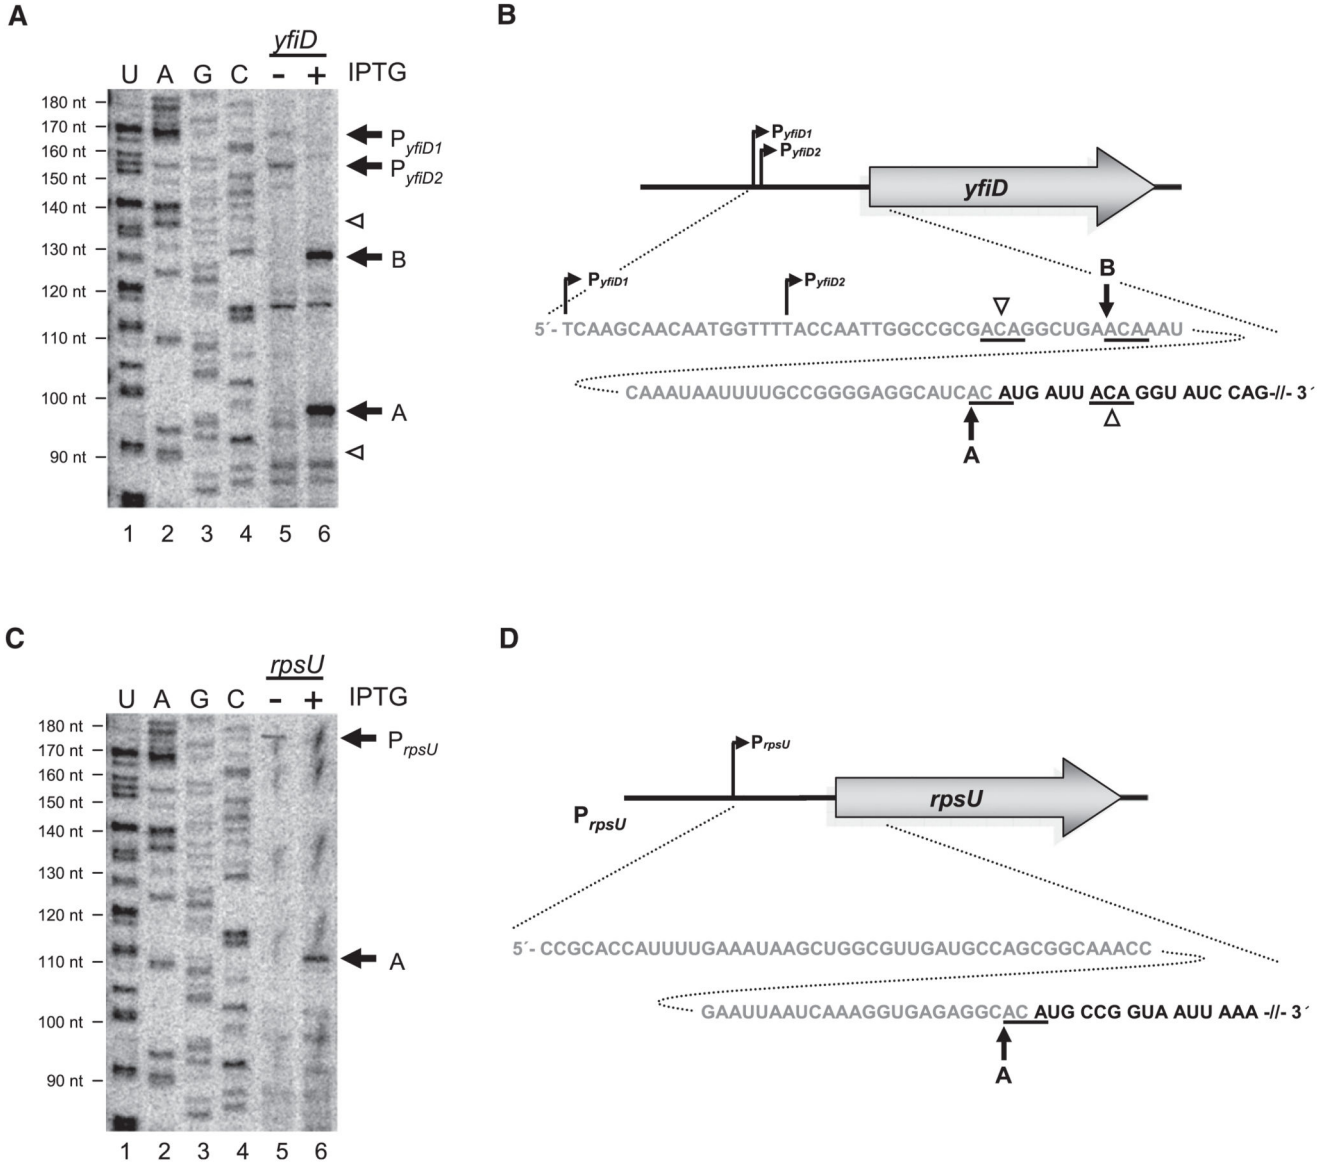 A
yfiD
U A G C - + IPTG
180 nt
170 nt
160 nt
150 nt
140 nt
130 nt
120 nt
110 nt
100 nt
90 nt
PyfiD1
PyfiD2
B
A
1 2 3 4 5 6
B
PyfiD1
PyfiD2
yfiD
B
PyfiD1 PyfiD2
5´- TCAAGCAACAATGGTTTTACCAATTGGCCGCGACAGGCUGAACAAAU
CAAAUAAUUUUGCCGGGGAGGCAUCAC AUG AUU ACA GGU AUC CAG-//- 3´
A
C
rpsU
U A G C - + IPTG
180 nt
170 nt
160 nt
150 nt
140 nt
130 nt
120 nt
110 nt
100 nt
90 nt
PrpsU
A
1 2 3 4 5 6
D
PrpsU
rpsU
PrpsU
5´- CCGCACCAUUUUGAAAUAAGCUGGCGUUGAUGCCAGCGGCAAACC
GAAUUAAUCAAAGGUGAGAGGCAC AUG CCG GUA AUU AAA -//- 3´
A